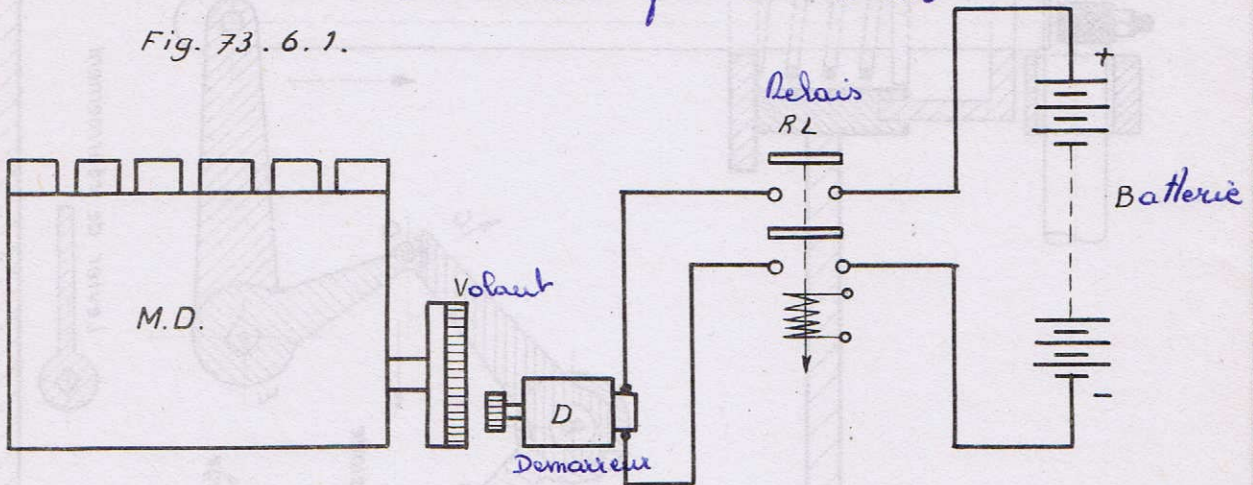 Fig. 73.6.1.
Relais
RL
+
Batterie
Volant
M.D.
D
Demarreur
-